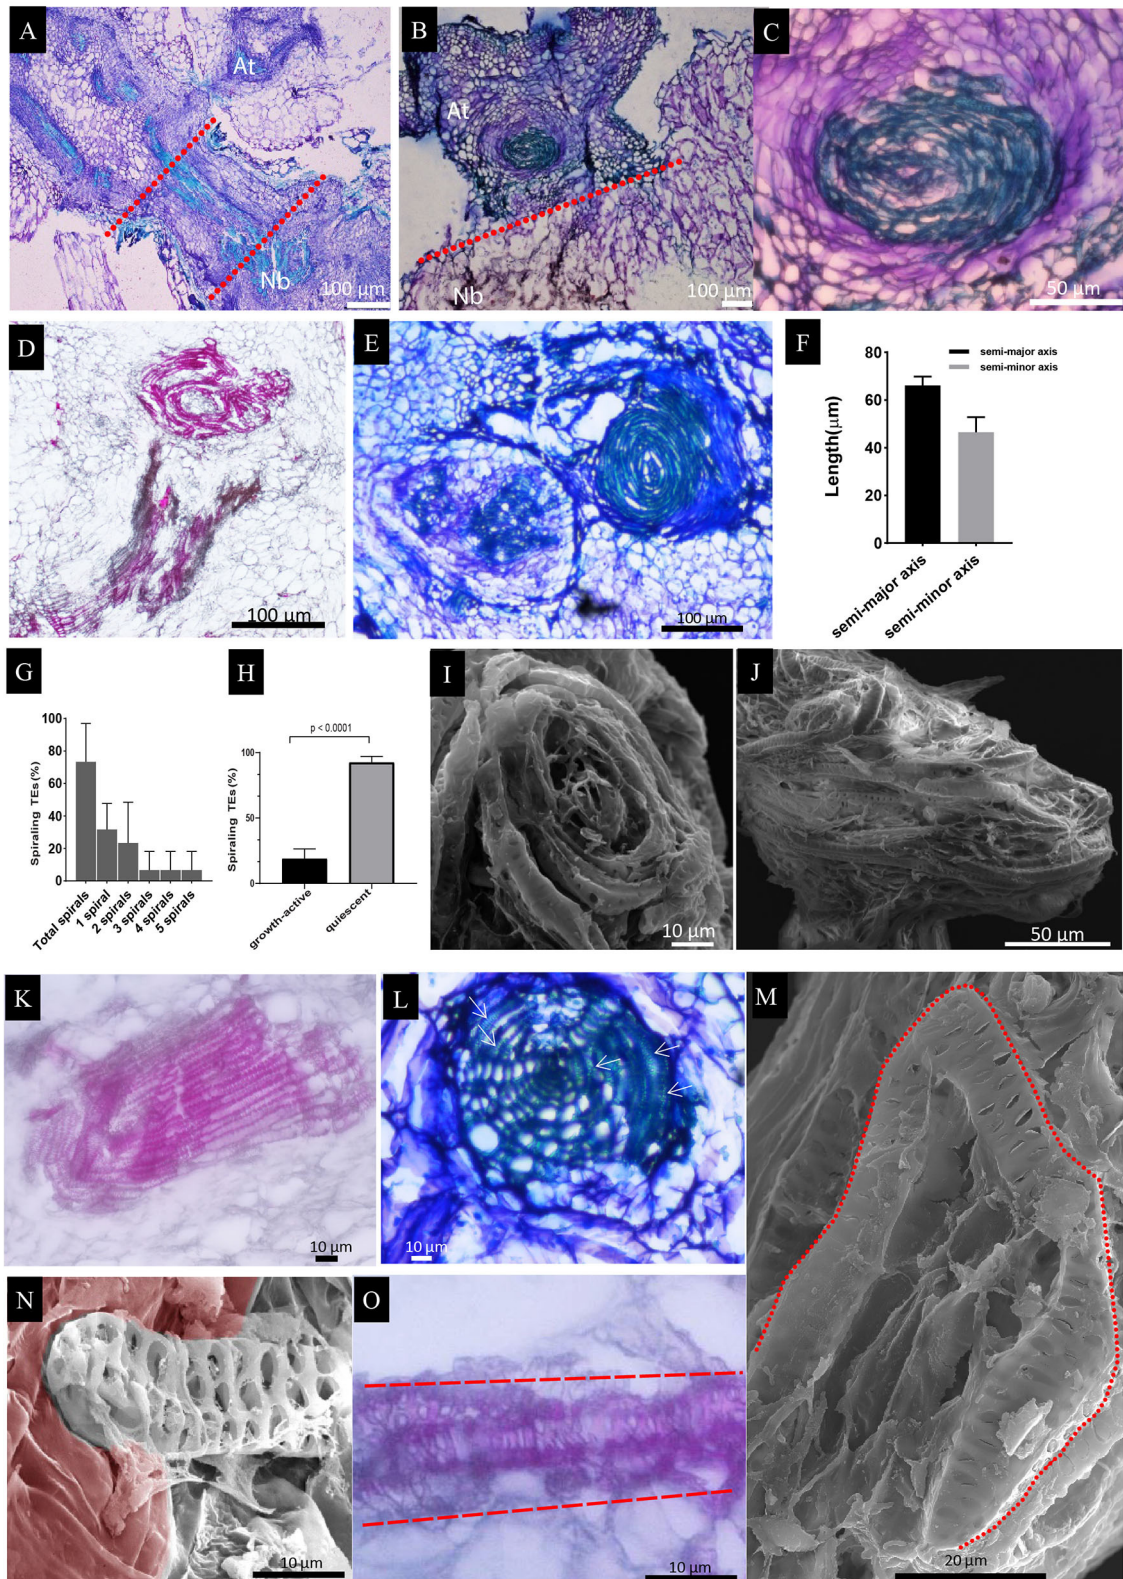 A
At
Nb
100 µm
B
At
Nb
100 µm
C
50 µm
D
100 µm
E
100 µm
F
80
60
40
20
0
Length(µm)
semi-major axis
semi-minor axis
semi-major axis
semi-minor axis
G
100
80
60
40
20
0
Spiraling TEs (%)
Total spirals
1 spiral
2 spirals
3 spirals
4 spirals
5 spirals
H
p < 0.0001
100
50
0
Spiraling TEs (%)
growth-active
quiescent
I
10 µm
J
50 µm
K
10 µm
L
10 µm
M
20 µm
N
10 µm
O
10 µm